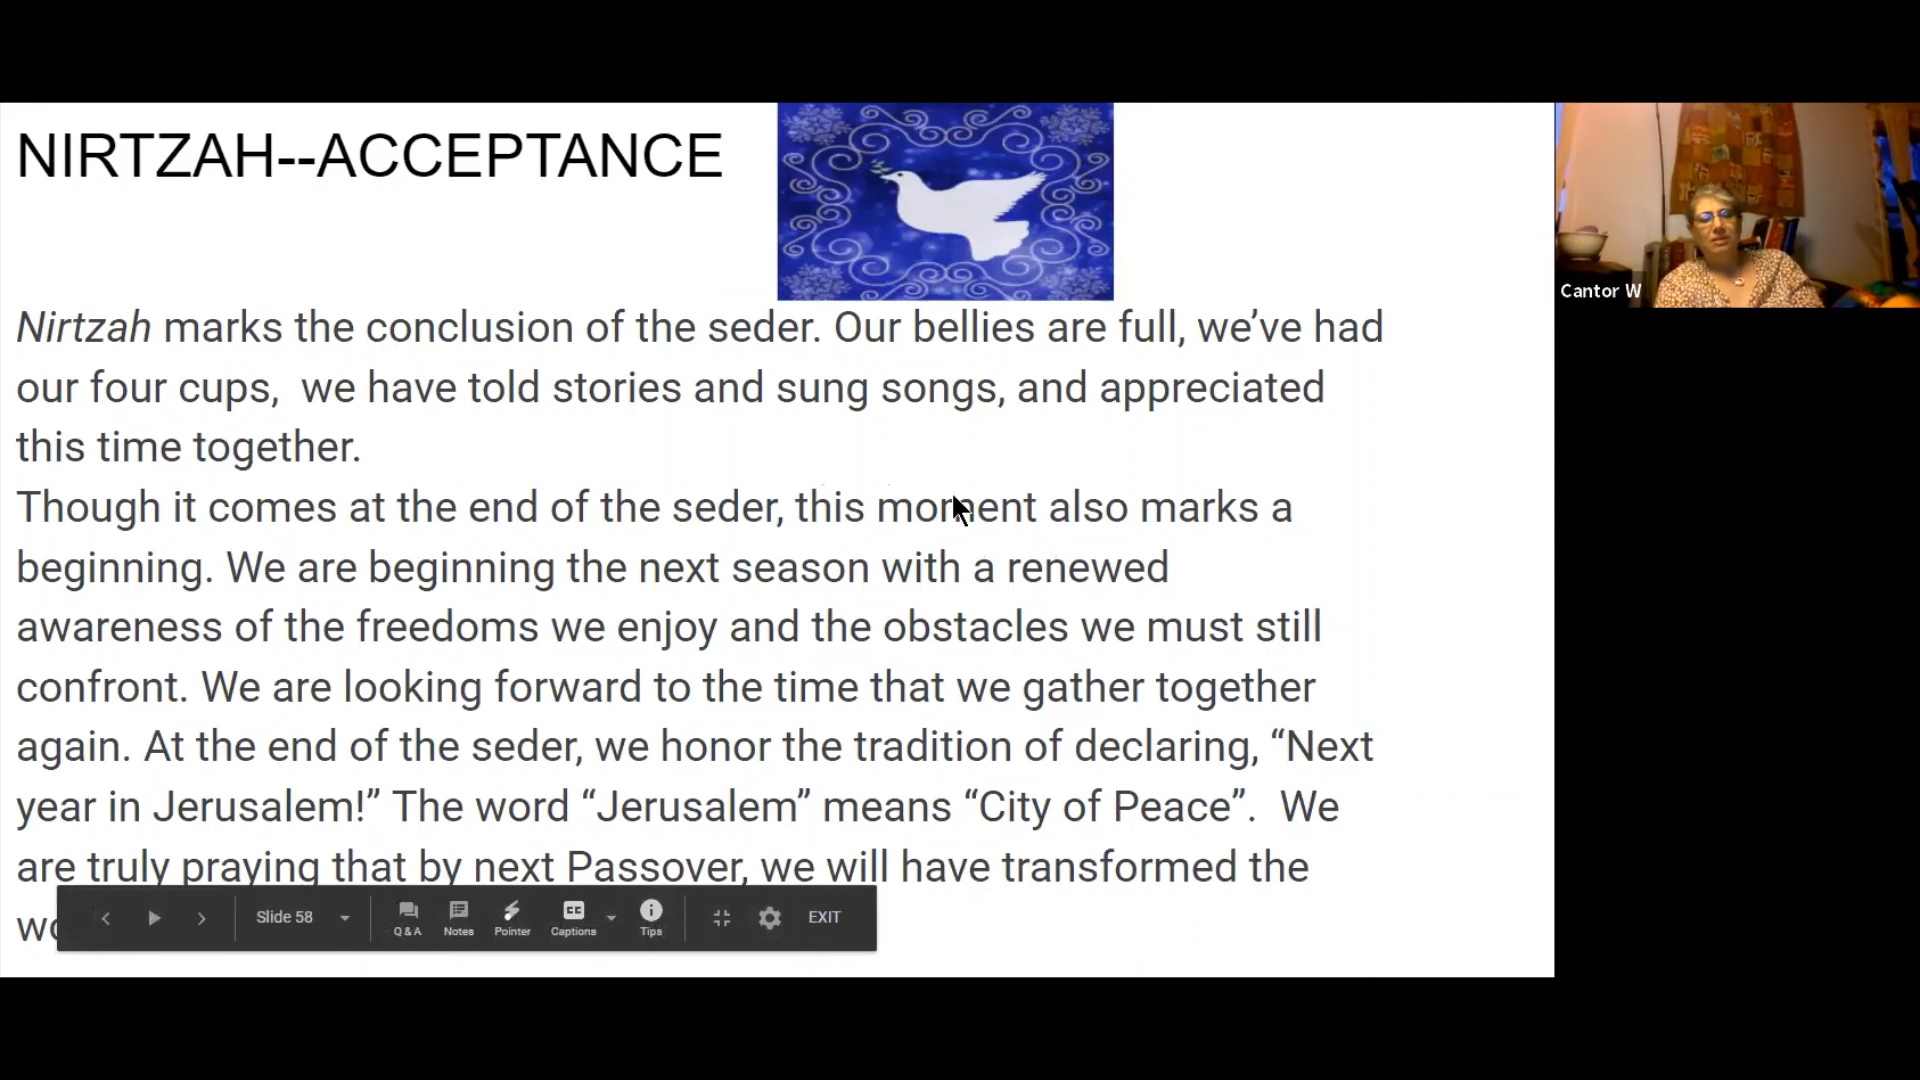 NIRTZAH--ACCEPTANCE
Nirtzah marks the conclusion of the seder. Our bellies are full, we’ve had
our four cups,  we have told stories and sung songs, and appreciated
this time together.
Though it comes at the end of the seder, this moment also marks a
beginning. We are beginning the next season with a renewed
awareness of the freedoms we enjoy and the obstacles we must still
confront. We are looking forward to the time that we gather together
again. At the end of the seder, we honor the tradition of declaring, “Next
year in Jerusalem!” The word “Jerusalem” means “City of Peace”.  We
are truly praying that by next Passover, we will have transformed the
Slide 58
Q & A
Notes
Pointer
CC
Captions
Tips
EXIT
Cantor W